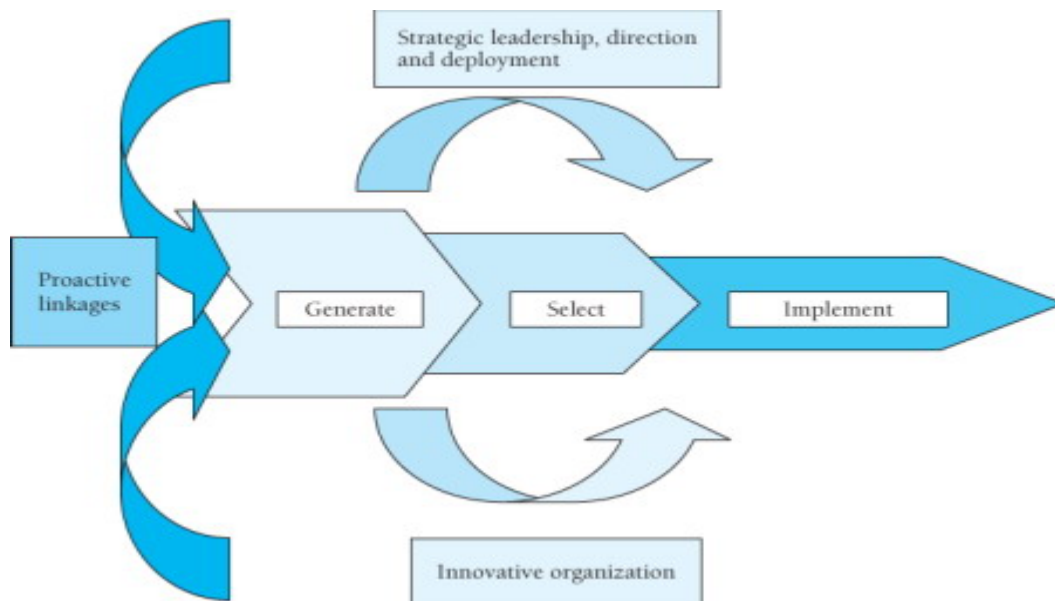 Strategic leadership, direction
and deployment
Proactive
linkages
Generate
Select
Implement
Innovative organization